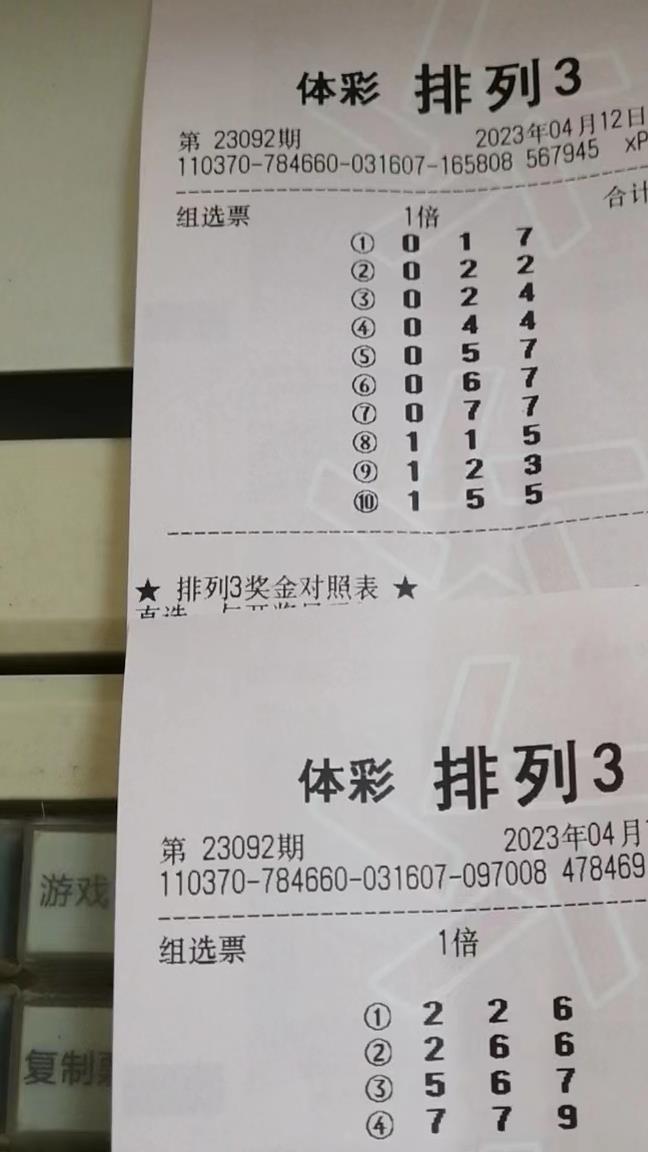 体彩 排列3
第 23092期 2023年04月12日
110370-784660-031607-165808 567945 xP
组选票 1倍 合计
① 0 1 7
② 0 2 2
③ 0 2 4
④ 0 4 4
⑤ 0 5 7
⑥ 0 6 7
⑦ 0 7 7
⑧ 1 1 5
⑨ 1 2 3
⑩ 1 5 5
★ 排列3奖金对照表 ★
体彩 排列3
第 23092期 2023年04月
110370-784660-031607-097008 478469
组选票 1倍
① 2 2 6
② 2 6 6
③ 5 6 7
④ 7 7 9
游戏
复制票